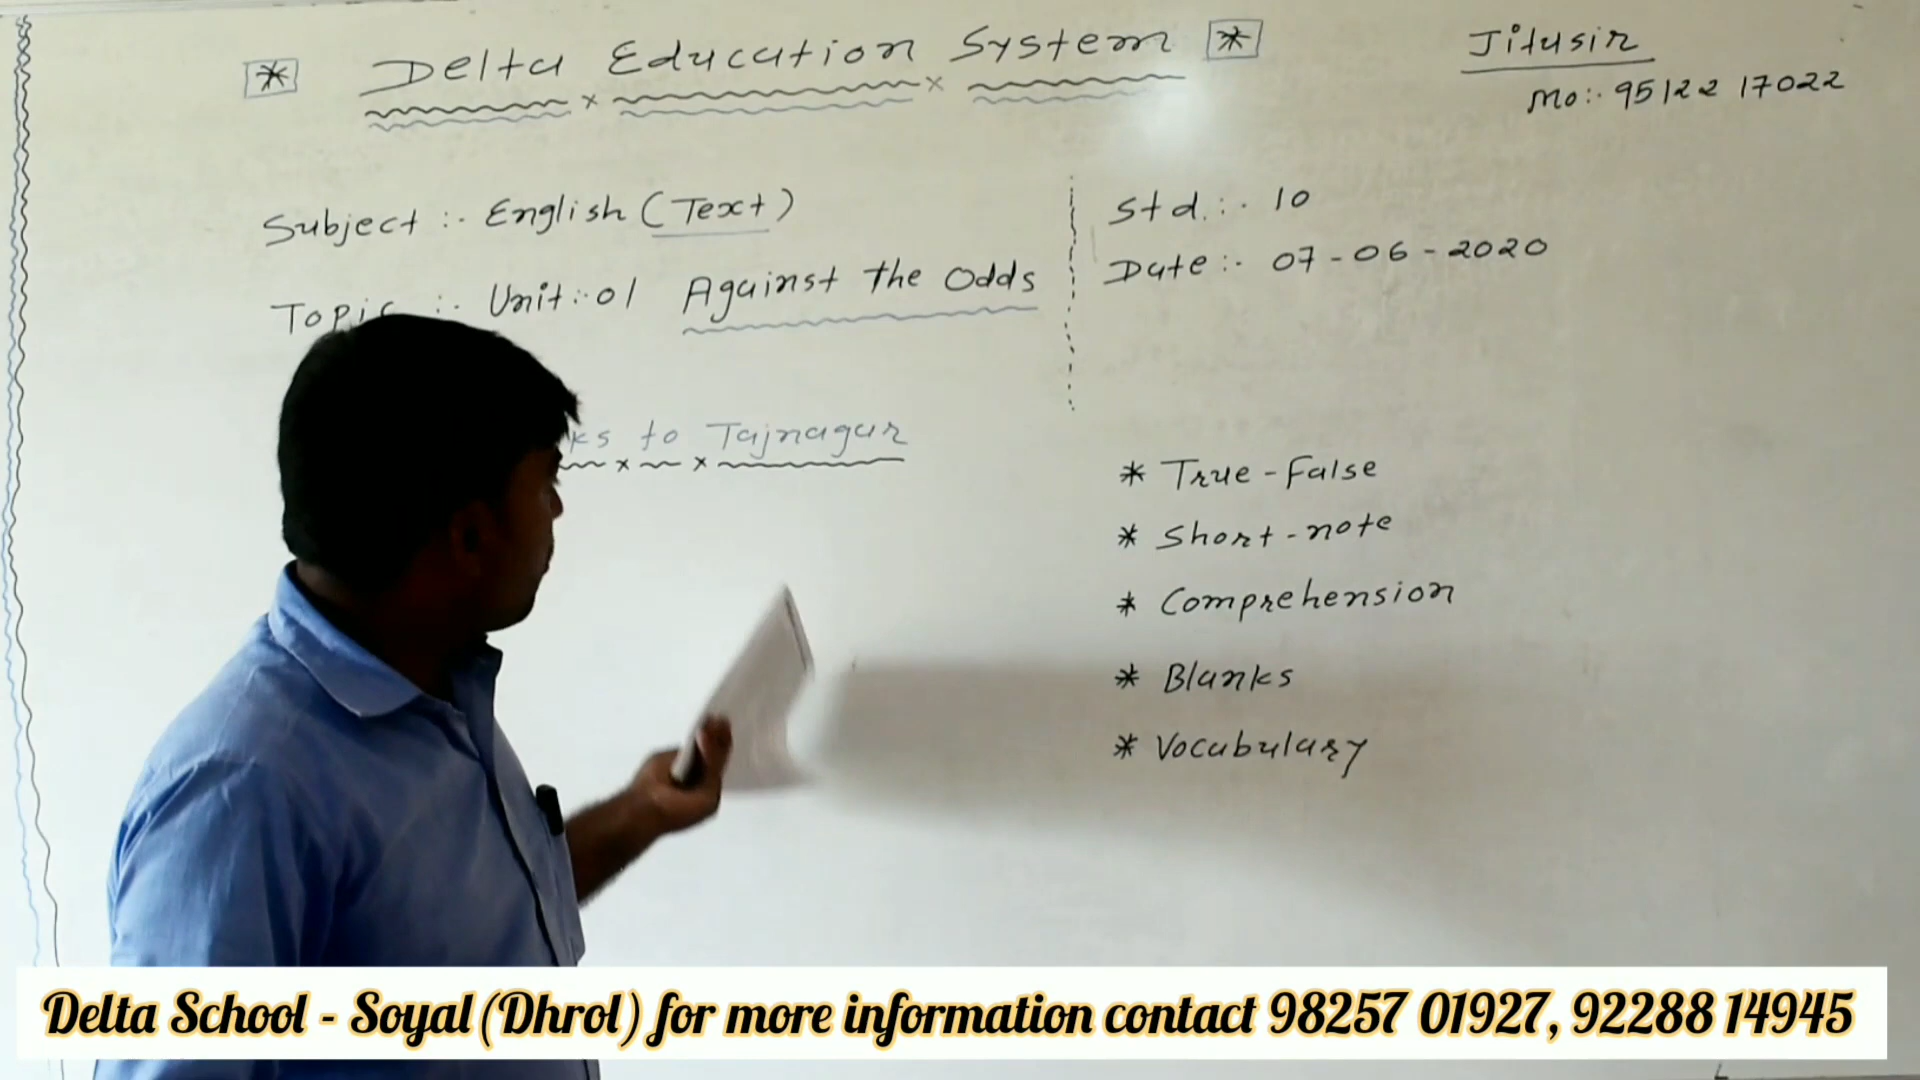 * Delta Education System *
Jitusir
Mo:- 95122 17022
Subject :- English (Text)
Topic :- Unit:-01 Against the Odds
Std. :- 10
Date :- 07-06-2020
to Tajnagar
* True-False
* Short-note
* Comprehension
* Blanks
* Vocabulary
Delta School - Soyal (Dhrol) for more information contact 98257 01927, 92288 14945